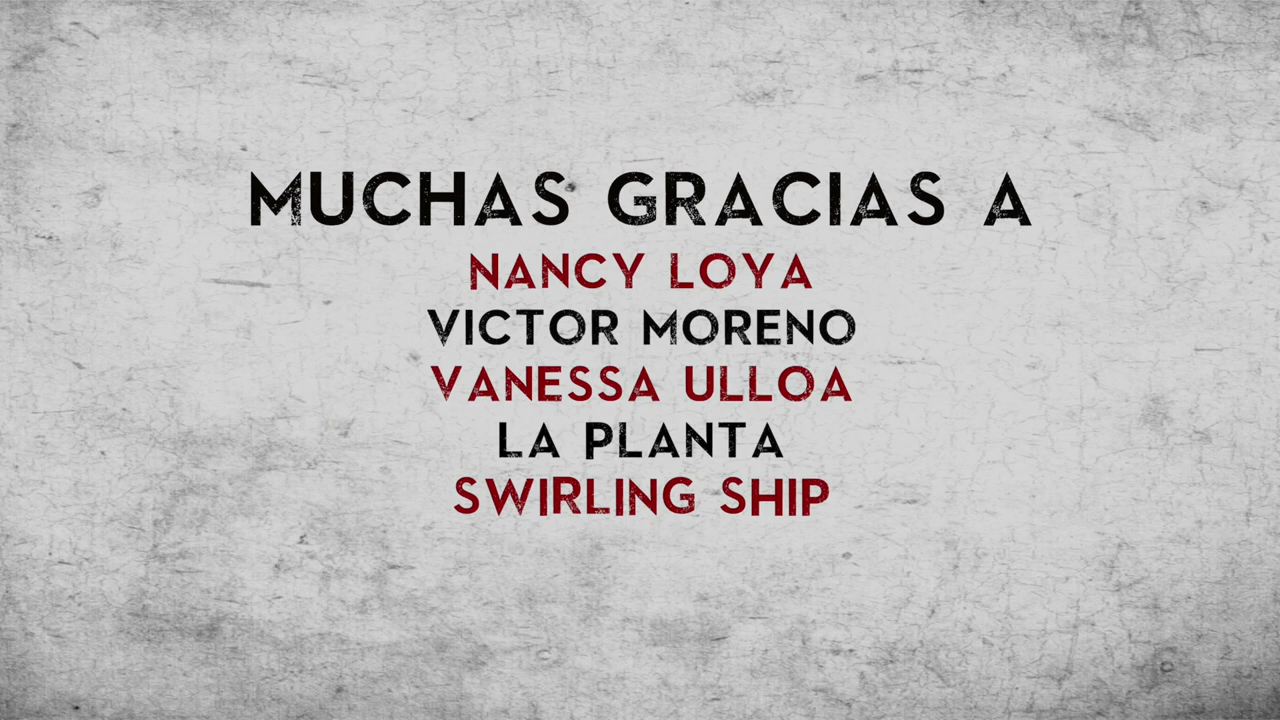 MUCHAS GRACIAS A
NANCY LOYA
VICTOR MORENO
VANESSA ULLOA
LA PLANTA
SWIRLING SHIP